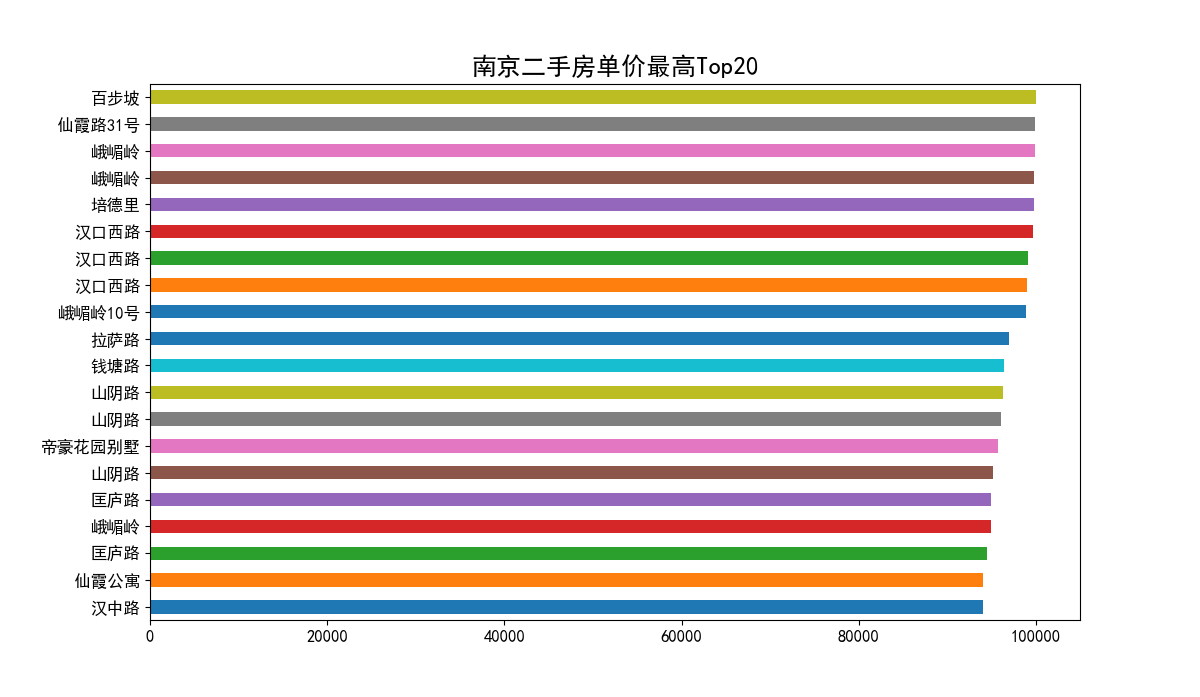 南京二手房单价最高Top20
百步坡
仙霞路31号
峨嵋岭
峨嵋岭
培德里
汉口西路
汉口西路
汉口西路
峨嵋岭10号
拉萨路
钱塘路
山阴路
山阴路
帝豪花园别墅
山阴路
匡庐路
峨嵋岭
匡庐路
仙霞公寓
汉中路
0 20000 40000 60000 80000 100000